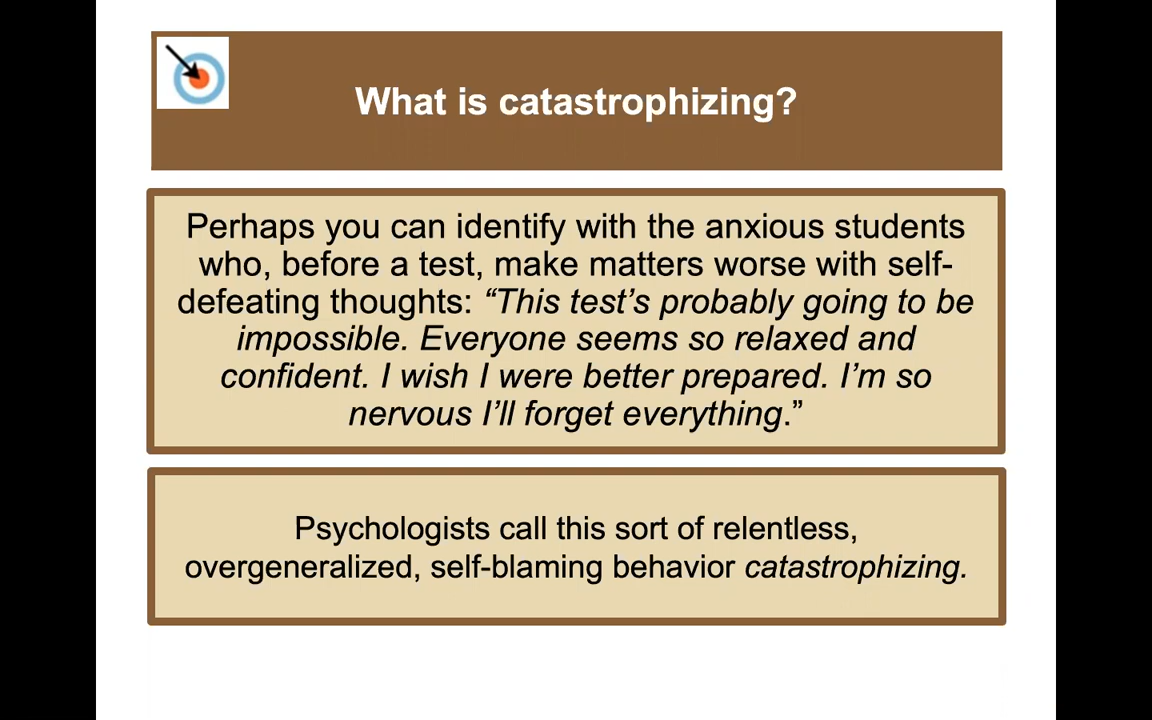 What is catastrophizing?
Perhaps you can identify with the anxious students
who, before a test, make matters worse with self-
defeating thoughts: “This test’s probably going to be
impossible. Everyone seems so relaxed and
confident. I wish I were better prepared. I’m so
nervous I’ll forget everything.”
Psychologists call this sort of relentless,
overgeneralized, self-blaming behavior catastrophizing.